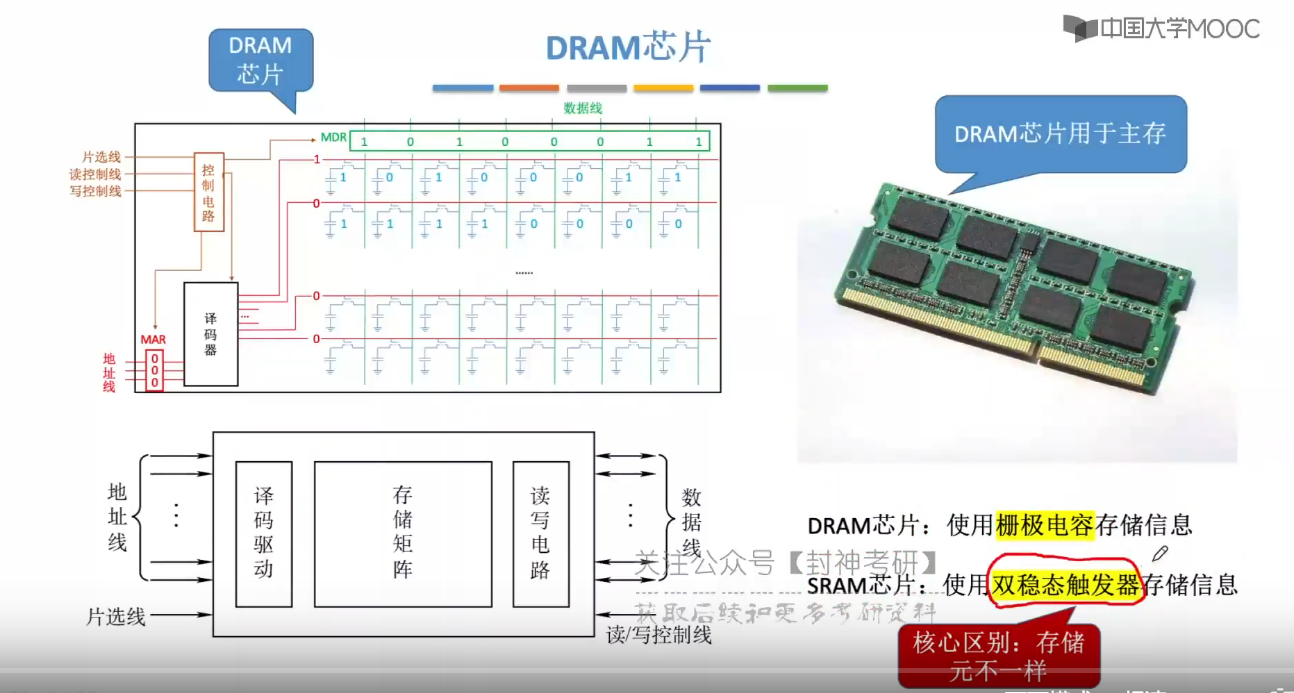 中国大学MOOC
DRAM芯片
DRAM
芯片
数据线
MDR 1 0 1 0 0 0 1 1
片选线
读控制线
写控制线
控制电路
1
1 0 1 0 0 0 1 1
0
1 1 1 1 0 0 0 0
......
0
0
译码器
...
MAR
地址线
0
0
0
DRAM芯片用于主存
地址线
译码驱动
存储矩阵
读写电路
数据线
片选线
读/写控制线
DRAM芯片：使用栅极电容存储信息
关注公众号【封神考研】
SRAM芯片：使用双稳态触发器存储信息
获取后续和更多考研资料
核心区别：存储
元不一样